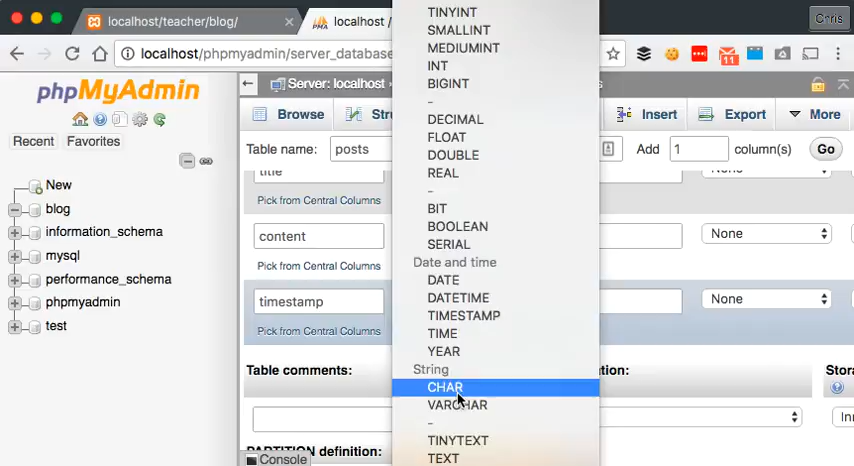 localhost/teacher/blog/
localhost /
Chris
localhost/phpmyadmin/server_database
11
phpMyAdmin
Recent
Favorites
New
blog
information_schema
mysql
performance_schema
phpmyadmin
test
Server: localhost
Browse
Insert
Export
More
Table name:
posts
Add
1
column(s)
Go
Pick from Central Columns
None
content
None
Pick from Central Columns
timestamp
None
Pick from Central Columns
Table comments:
PARTITION definition:
Console
TINYINT
SMALLINT
MEDIUMINT
INT
BIGINT
-
DECIMAL
FLOAT
DOUBLE
REAL
-
BIT
BOOLEAN
SERIAL
Date and time
DATE
DATETIME
TIMESTAMP
TIME
YEAR
String
CHAR
VARCHAR
-
TINYTEXT
TEXT